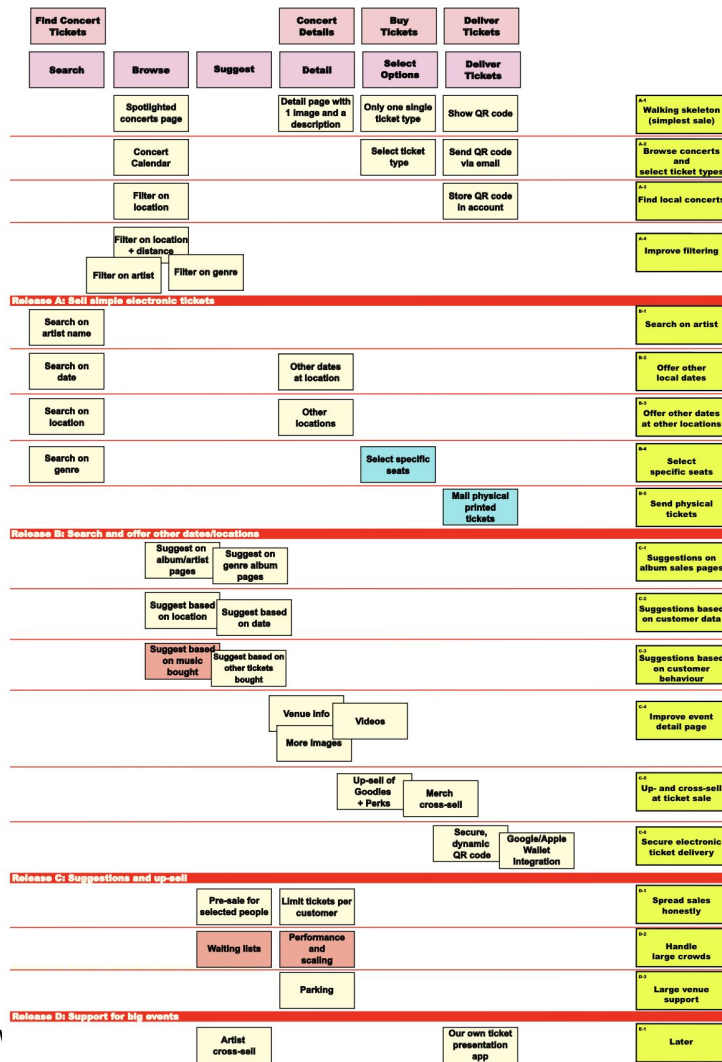 Find Concert
Tickets
Concert
Details
Buy
Tickets
Deliver
Tickets
Search
Browse
Suggest
Detail
Select
Options
Deliver
Tickets
Spotlighted
concerts page
Detail page with
1 image and a
description
Only one single
ticket type
Show QR code
A-1
Walking skeleton
(simplest sale)
Concert
Calendar
Select ticket
type
Send QR code
via email
A-2
Browse concerts
and
select ticket types
Filter on
location
Store QR code
in account
A-3
Find local concerts
Filter on location
+ distance
Filter on artist
Filter on genre
A-4
Improve filtering
Release A: Sell simple electronic tickets
Search on
artist name
B-1
Search on artist
Search on
date
Other dates
at location
B-2
Offer other
local dates
Search on
location
Other
locations
B-3
Offer other dates
at other locations
Search on
genre
Select specific
seats
B-4
Select
specific seats
Mail physical
printed
tickets
B-5
Send physical
tickets
Release B: Search and offer other dates/locations
Suggest on
album/artist
pages
Suggest on
genre album
pages
C-1
Suggestions on
album sales pages
Suggest based
on location
Suggest based
on date
C-2
Suggestions based
on customer data
Suggest based
on music
bought
Suggest based on
other tickets
bought
C-3
Suggestions based
on customer
behaviour
Venue info
Videos
More images
C-4
Improve event
detail page
Up-sell of
Goodies
+ Perks
Merch
cross-sell
C-5
Up- and cross-sell
at ticket sale
Secure,
dynamic
QR code
Google/Apple
Wallet
Integration
C-6
Secure electronic
ticket delivery
Release C: Suggestions and up-sell
Pre-sale for
selected people
Limit tickets per
customer
D-1
Spread sales
honestly
Waiting lists
Performance
and
scaling
D-2
Handle
large crowds
Parking
D-3
Large venue
support
Release D: Support for big events
Artist
cross-sell
Our own ticket
presentation
app
E-1
Later